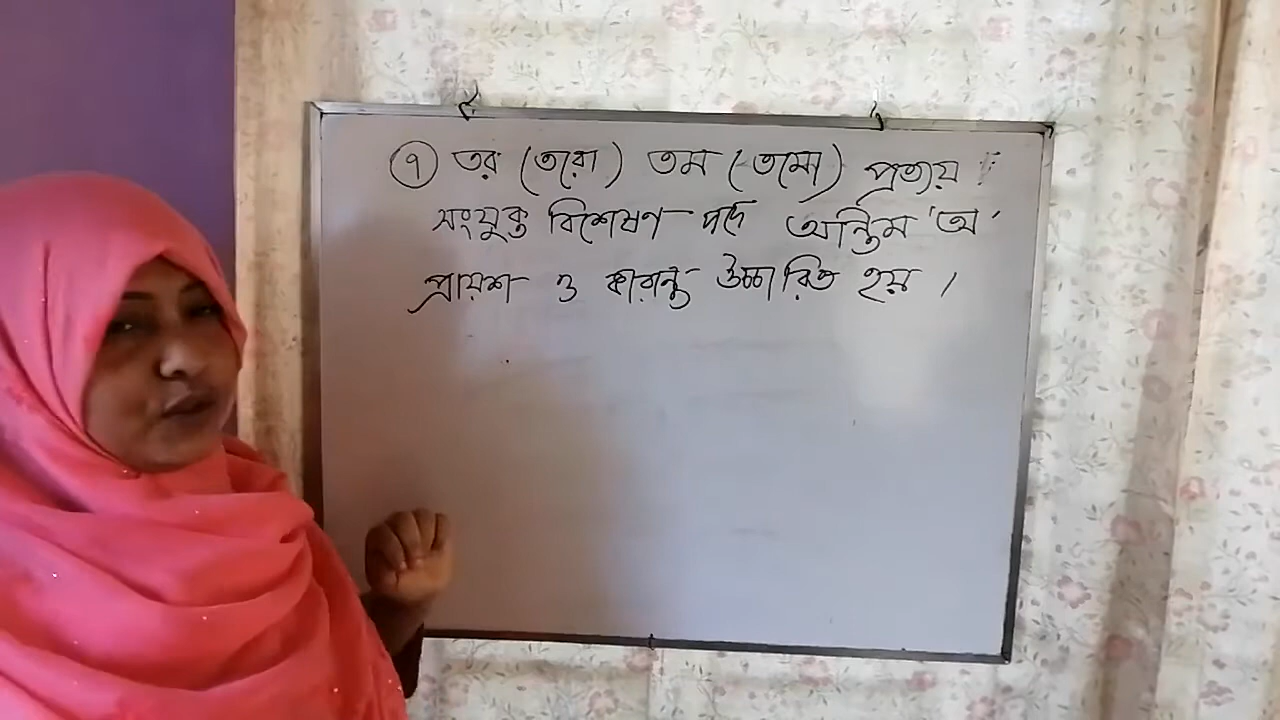 ৭ তর (তরো) তম (তমো) প্রত্যয়
সংযুক্ত বিশেষণ পদে অন্তিম 'অ'
প্রায়শ ও কারান্ত উচ্চারিত হয় ।